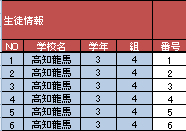 生徒情報
NO 学校名 学年 組 番号
1 高知龍馬 3 4 1
2 高知龍馬 3 4 2
3 高知龍馬 3 4 3
4 高知龍馬 3 4 4
5 高知龍馬 3 4 5
6 高知龍馬 3 4 6